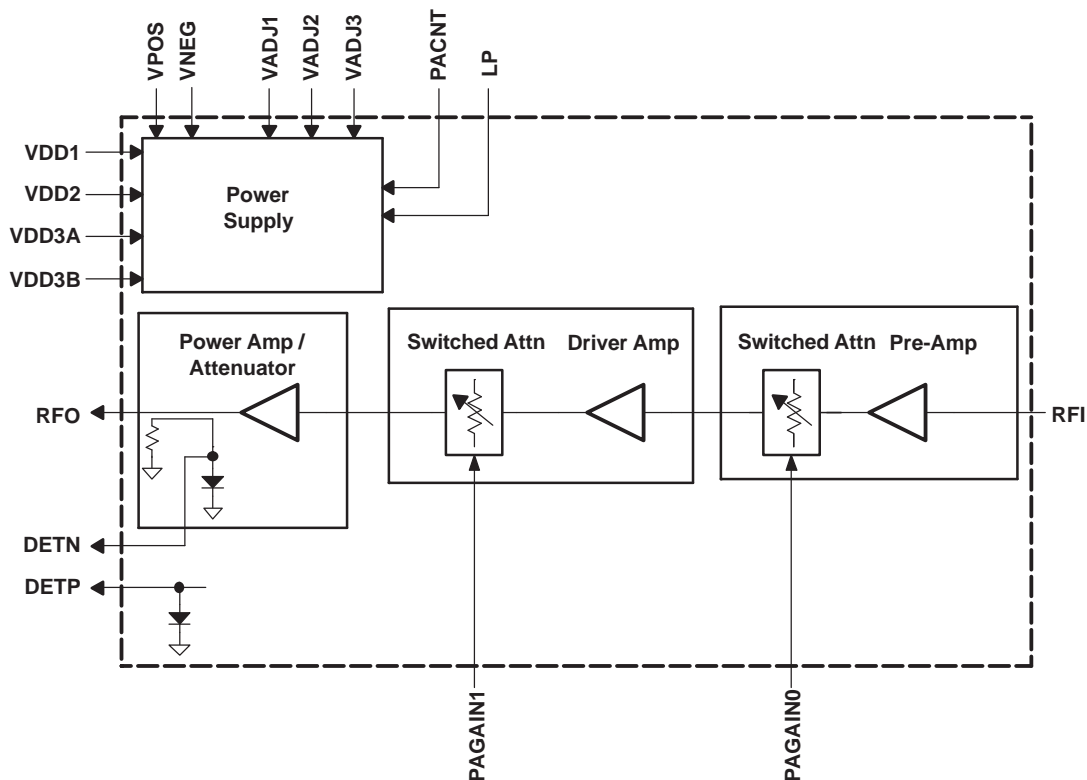 VPOS
VNEG
VADJ1
VADJ2
VADJ3
PACNT
LP
VDD1
VDD2
VDD3A
VDD3B
Power
Supply
Power Amp /
Attenuator
Switched Attn
Driver Amp
Switched Attn
Pre-Amp
RFO
RFI
DETN
DETP
PAGAIN1
PAGAIN0